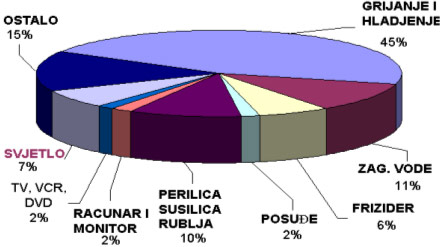 GRIJANJE I
HLADJENJE
45%
OSTALO
15%
SVJETLO
7%
TV, VCR,
DVD
2%
RACUNAR I
MONITOR
2%
PERILICA
SUSILICA
RUBLJA
10%
POSUĐE
2%
FRIZIDER
6%
ZAG. VODE
11%